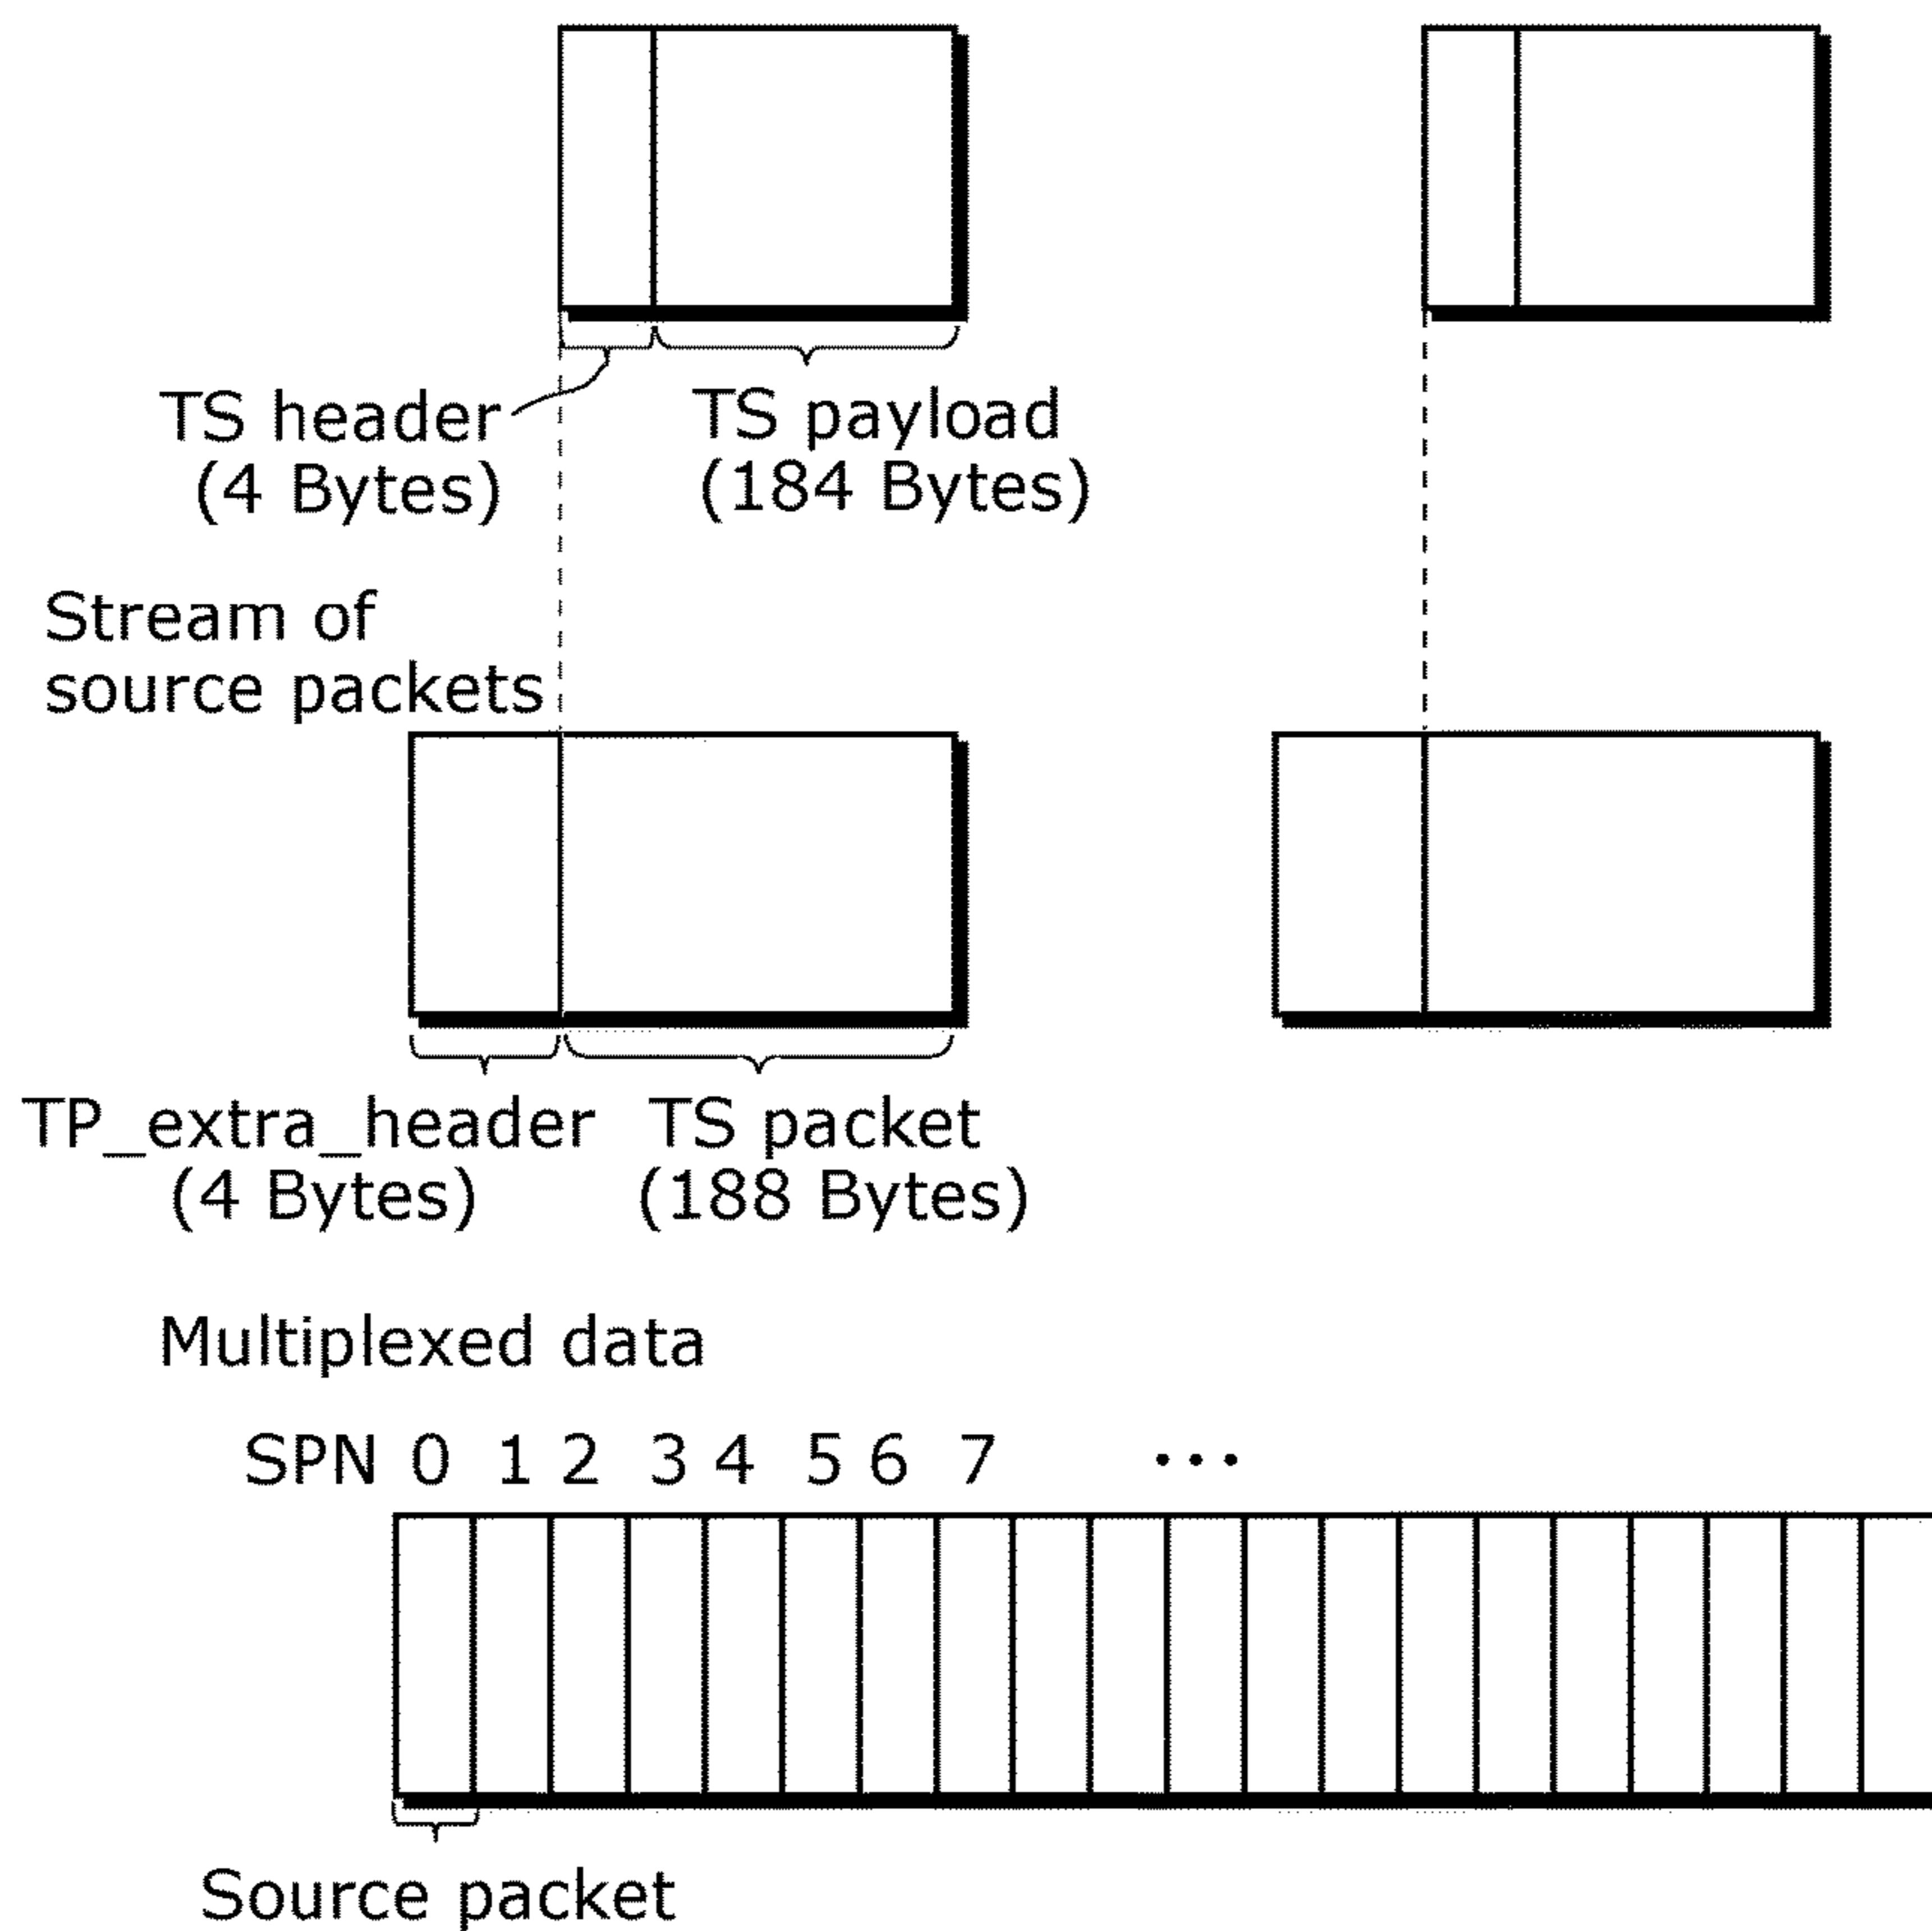 TS header TS payload
(4 Bytes) (184 Bytes)
Stream of
source packets
TP_extra_header TS packet
(4 Bytes) (188 Bytes)
Multiplexed data
SPN 0 1 2 3 4 5 6 7 ...
Source packet